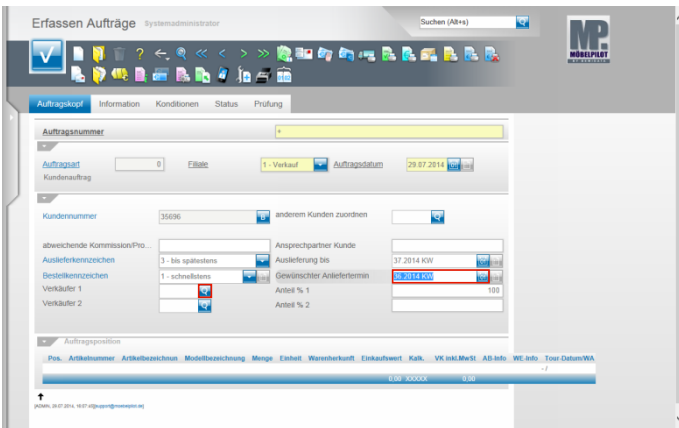 Erfassen Aufträge Systemadministrator
Suchen (Alt+s)
MP
MÖBELPILOT
Auftragskopf Information Konditionen Status Prüfung
Auftragsnummer +
Auftragsart 0 Filiale 1 - Verkauf Auftragsdatum 29.07.2014
Kundenauftrag
Kundennummer 35696 anderem Kunden zuordnen
abweichende Kommission/Pro... Ansprechpartner Kunde
Auslieferkennzeichen 3 - bis spätestens Auslieferung bis 37.2014 KW
Bestellkennzeichen 1 - schnellstens Gewünschter Anliefertermin 36.2014 KW
Verkäufer 1 Anteil % 1 100
Verkäufer 2 Anteil % 2
Auftragsposition
Pos. Artikelnummer Artikelbezeichnun Modellbezeichnung Menge Einheit Warenherkunft Einkaufswert Kalk. VK inkl.MwSt AB-Info WE-Info Tour-Datum/WA
- /
0,00 XXXXX 0,00